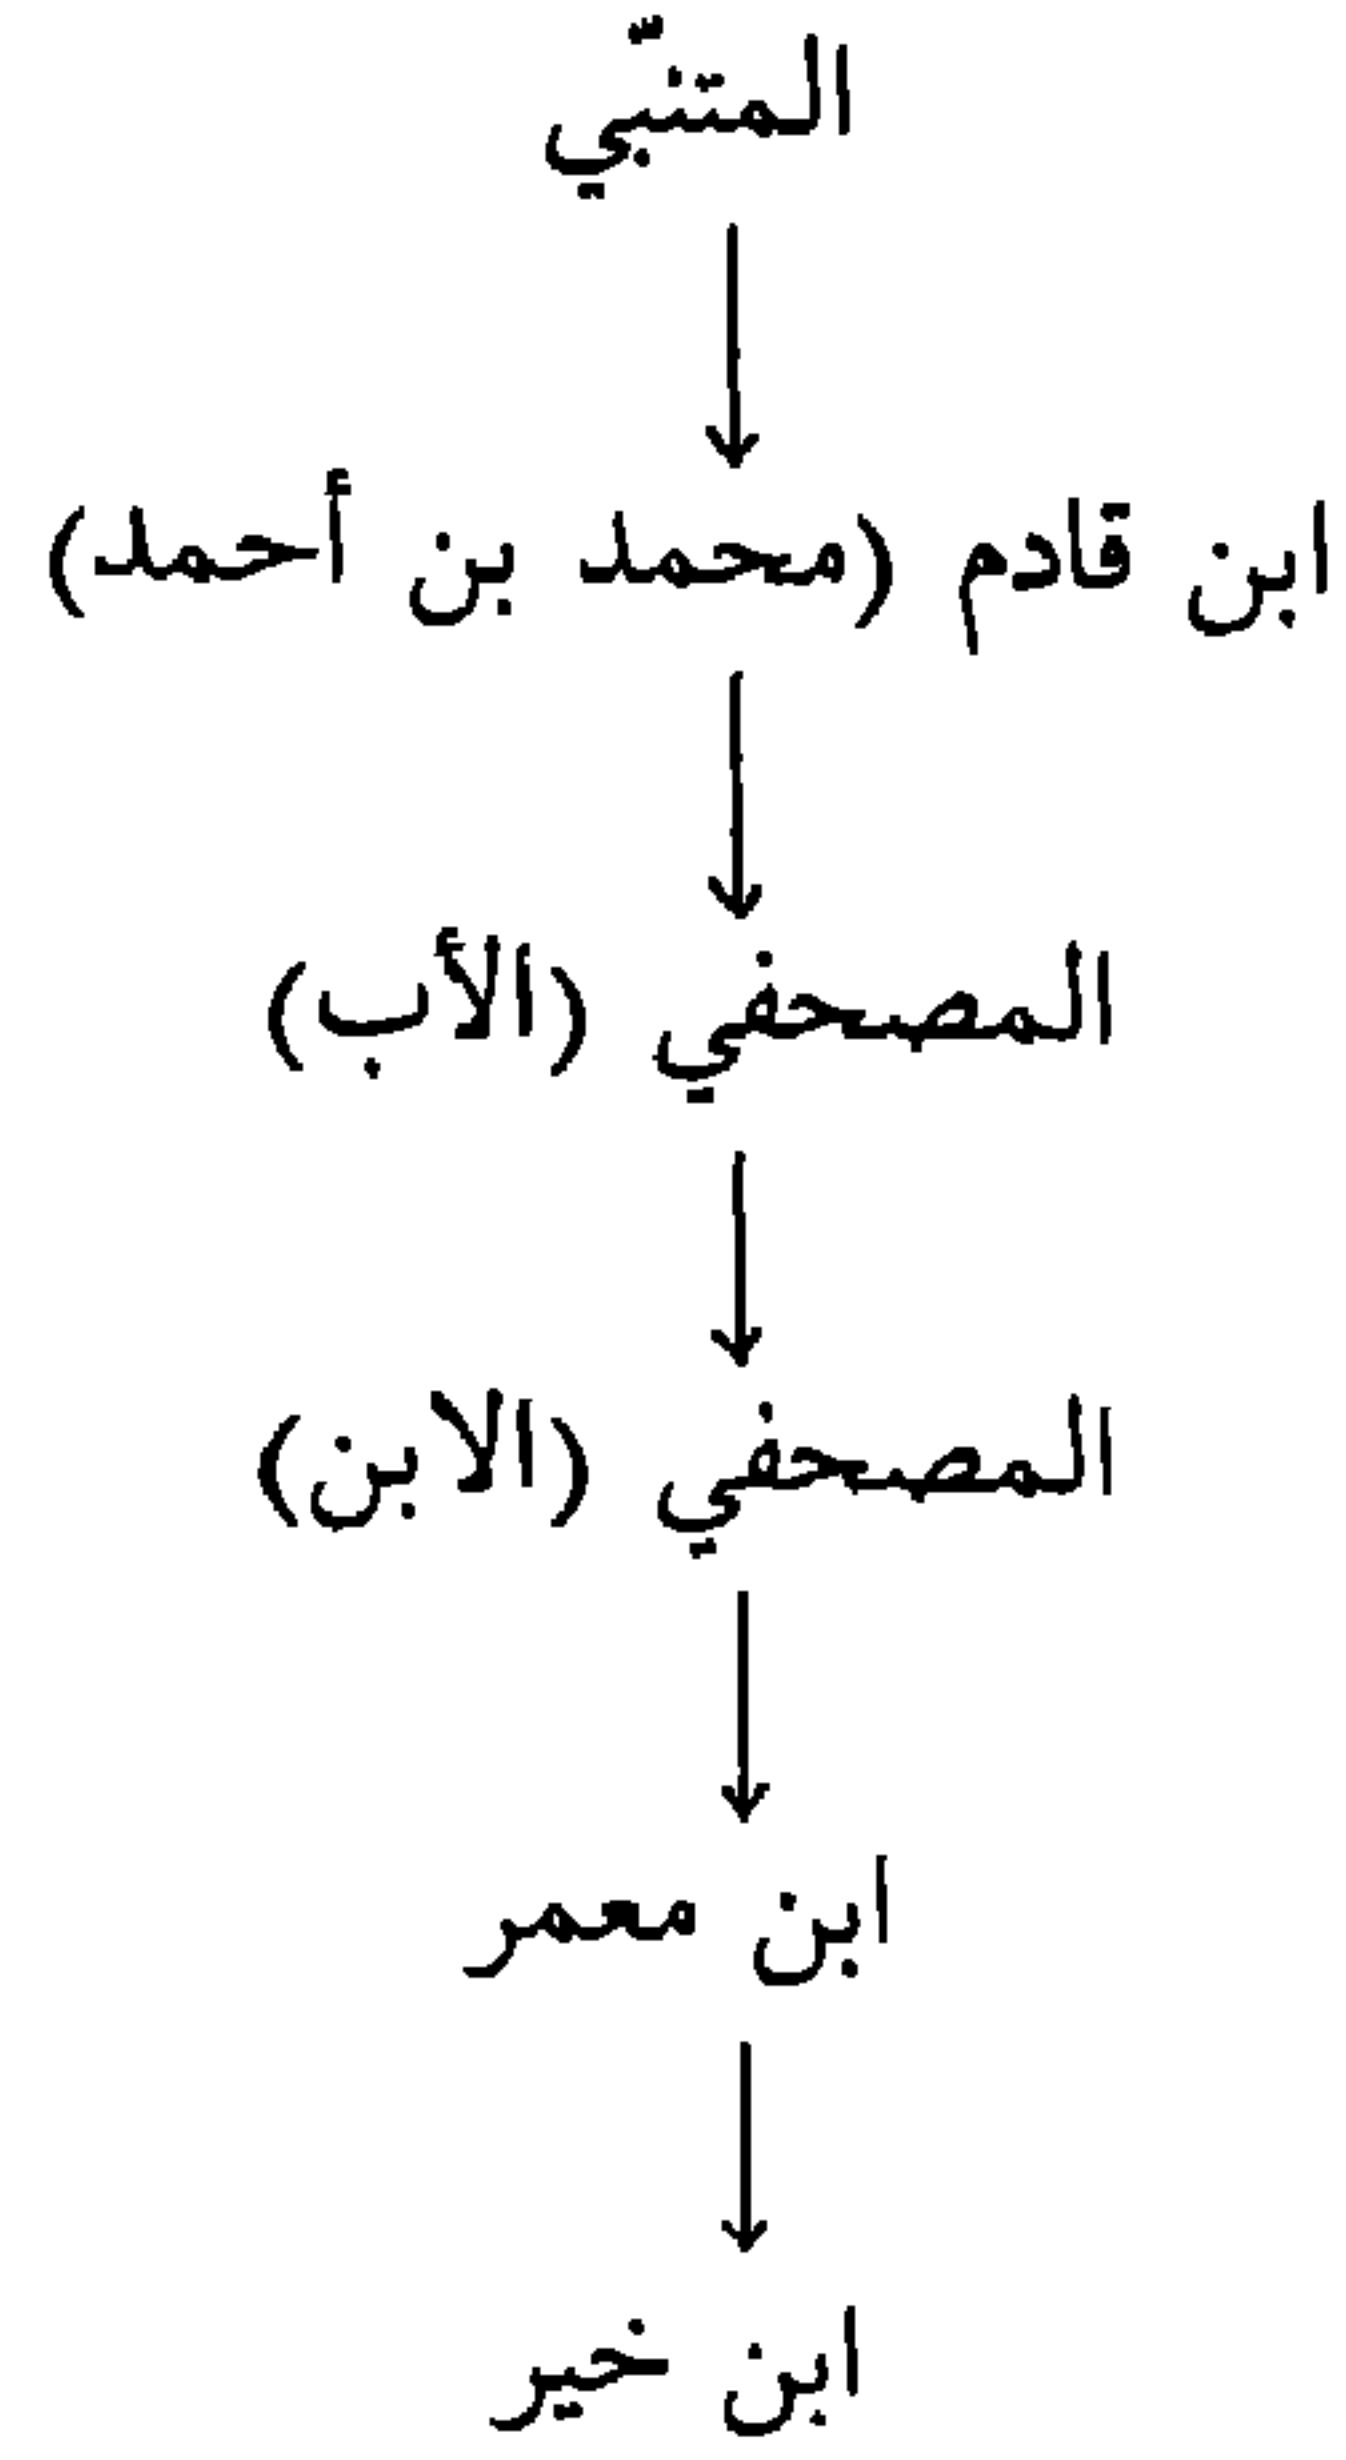 المتنبّي
ابن قادم (محمد بن أحمد)
المصحفي (الأب)
المصحفي (الابن)
ابن معمر
ابن خير